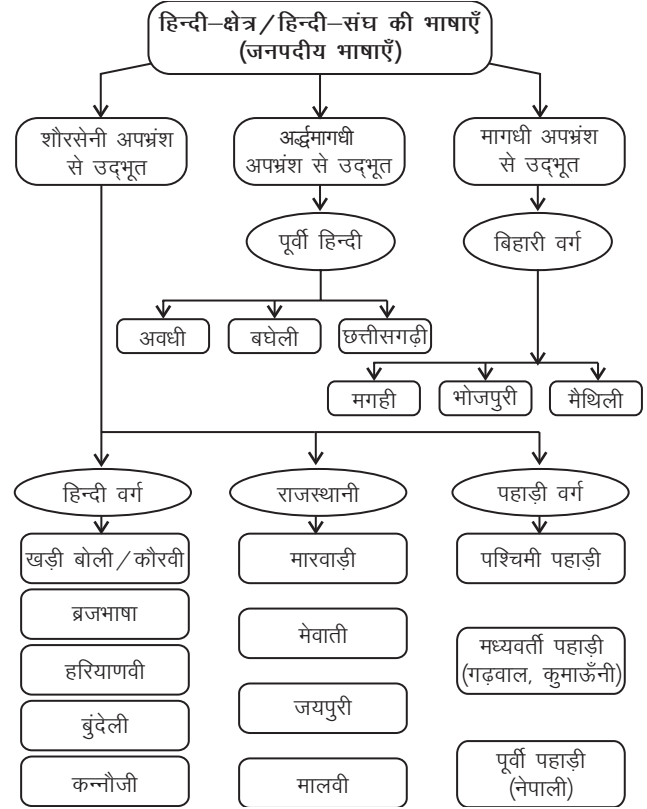 हिन्दी–क्षेत्र/हिन्दी–संघ की भाषाएँ
(जनपदीय भाषाएँ)
शौरसेनी अपभ्रंश
से उद्‌भूत
अर्द्धमागधी
अपभ्रंश से उद्‌भूत
मागधी अपभ्रंश
से उद्‌भूत
पूर्वी हिन्दी
बिहारी वर्ग
अवधी
बघेली
छत्तीसगढ़ी
मगही
भोजपुरी
मैथिली
हिन्दी वर्ग
राजस्थानी
पहाड़ी वर्ग
खड़ी बोली/कौरवी
ब्रजभाषा
हरियाणवी
बुंदेली
कन्नौजी
मारवाड़ी
मेवाती
जयपुरी
मालवी
पश्चिमी पहाड़ी
मध्यवर्ती पहाड़ी
(गढ़वाल, कुमाऊँनी)
पूर्वी पहाड़ी
(नेपाली)